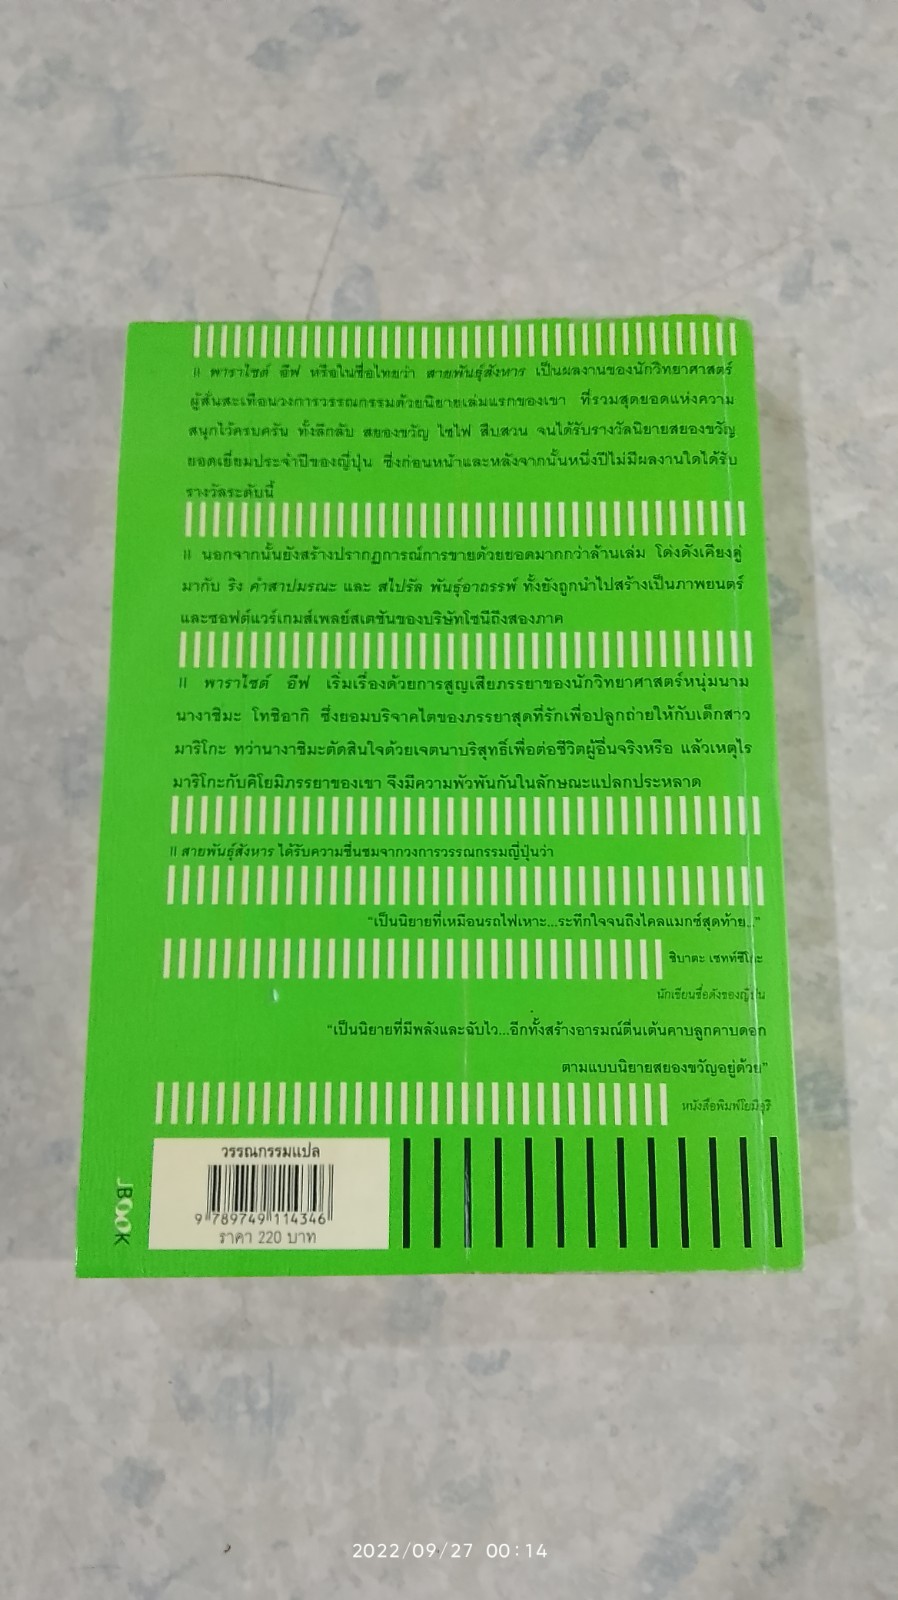 || พาราไซต์ อีฟ หรือในชื่อไทยว่า สายพันธุ์สังหาร เป็นผลงานของนักวิทยาศาสตร์
ผู้สั่นสะเทือนวงการวรรณกรรมด้วยนิยายเล่มแรกของเขา ที่รวมสุดยอดแห่งความ
สนุกไว้ครบครัน ทั้งลึกลับ สยองขวัญ ไซไฟ สืบสวน จนได้รับรางวัลนิยายสยองขวัญ
ยอดเยี่ยมประจำปีของญี่ปุ่น ซึ่งก่อนหน้าและหลังจากนั้นหนึ่งปีไม่มีผลงานใดได้รับ
รางวัลระดับนี้
|| นอกจากนั้นยังสร้างปรากฏการณ์การขายด้วยยอดมากกว่าล้านเล่ม โด่งดังเคียงคู่
มากับ ริง คำสาปมรณะ และ สไปรัล พันธุ์อาถรรพ์ ทั้งยังถูกนำไปสร้างเป็นภาพยนตร์
และซอฟต์แวร์เกมส์เพลย์สเตชันของบริษัทโซนีถึงสองภาค
|| พาราไซต์ อีฟ เริ่มเรื่องด้วยการสูญเสียภรรยาของนักวิทยาศาสตร์หนุ่มนาม
นางาชิมะ โทชิอากิ ซึ่งยอมบริจาคไตของภรรยาสุดที่รักเพื่อปลูกถ่ายให้กับเด็กสาว
มาริโกะ ทว่านางาชิมะตัดสินใจด้วยเจตนาบริสุทธิ์เพื่อต่อชีวิตผู้อื่นจริงหรือ แล้วเหตุไร
มาริโกะกับคิโยมิภรรยาของเขา จึงมีความพัวพันกันในลักษณะแปลกประหลาด
|| สายพันธุ์สังหาร ได้รับความชื่นชมจากวงการวรรณกรรมญี่ปุ่นว่า
"เป็นนิยายที่เหมือนรถไฟเหาะ...ระทึกใจจนถึงไคลแมกซ์สุดท้าย..."
ชิบาตะ เซทท์ซึโกะ
นักเขียนชื่อดังของญี่ปุ่น
"เป็นนิยายที่มีพลังและฉับไว...อีกทั้งสร้างอารมณ์ตื่นเต้นคาบลูกคาบดอก
ตามแบบนิยายสยองขวัญอยู่ด้วย"
หนังสือพิมพ์โยมิอุริ
วรรณกรรมแปล
9 789749 114346
ราคา 220 บาท
JBOOK
2022/09/27 00:14